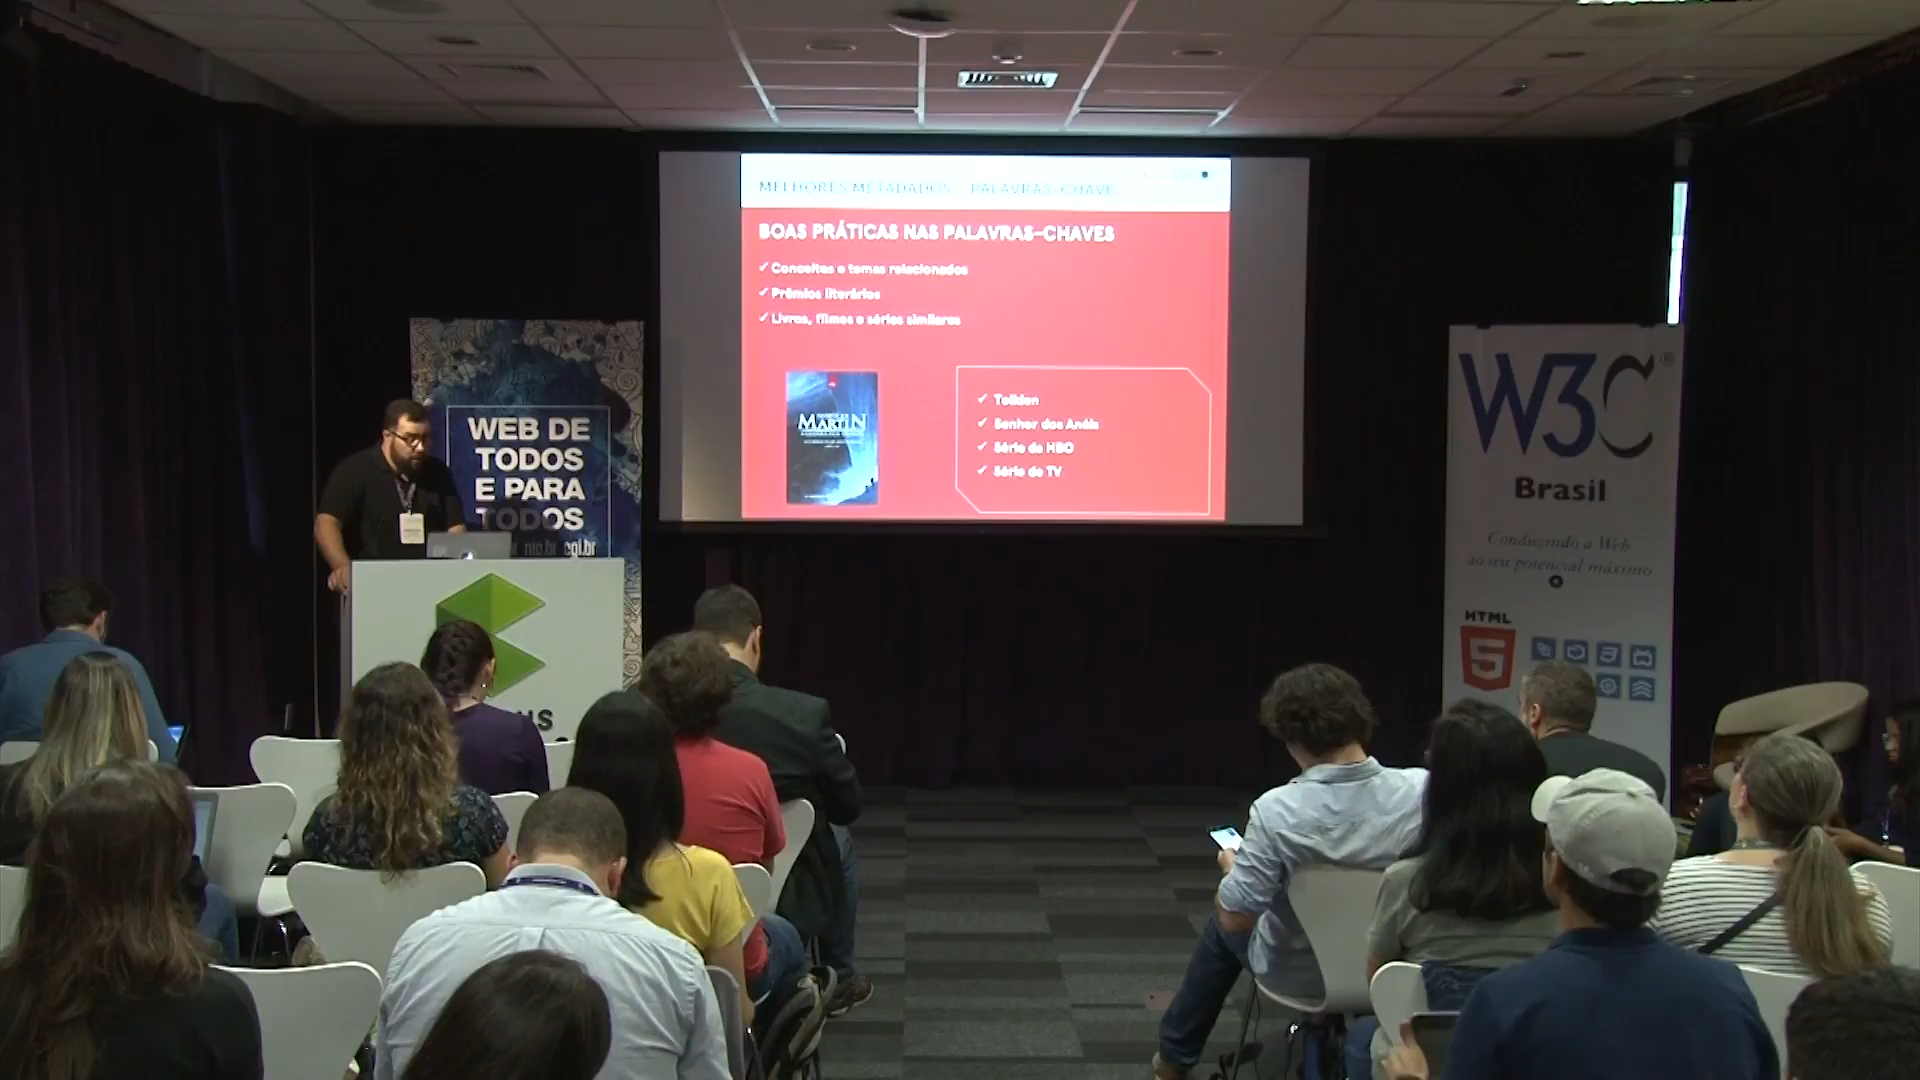 MELHORES METADADOS - PALAVRAS-CHAVE
BOAS PRÁTICAS NAS PALAVRAS-CHAVES
✓ Conceitos e temas relacionados
✓ Prêmios literários
✓ Livros, filmes e séries similares
MARTIN
✓ Tolkien
✓ Senhor dos Anéis
✓ Série da HBO
✓ Série de TV
WEB DE
TODOS
E PARA
TODOS
nic.br cgi.br
us
W3C®
Brasil
Conduzindo a Web
ao seu potencial máximo
HTML
5